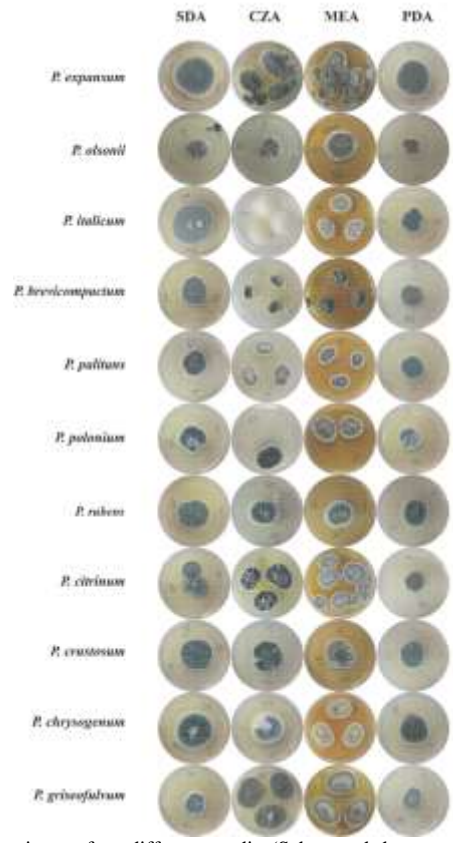 SDA CZA MEA PDA
P. expansum
P. olsonii
P. italicum
P. brevicompactum
P. palitans
P. polonium
P. rubens
P. citrinum
P. crustosum
P. chrysogenum
P. griseofulvum